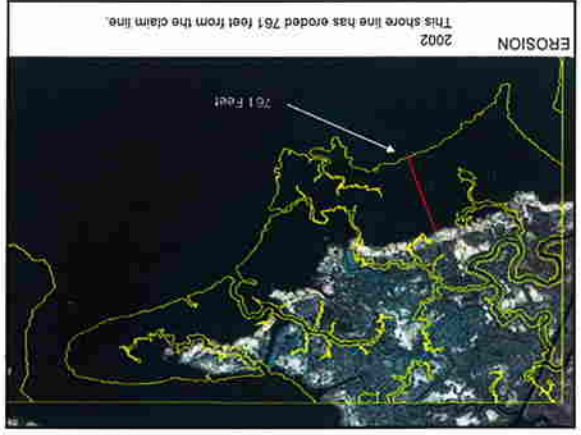 EROSION
2002
This shore line has eroded 761 feet from the claim line.
761 Feet